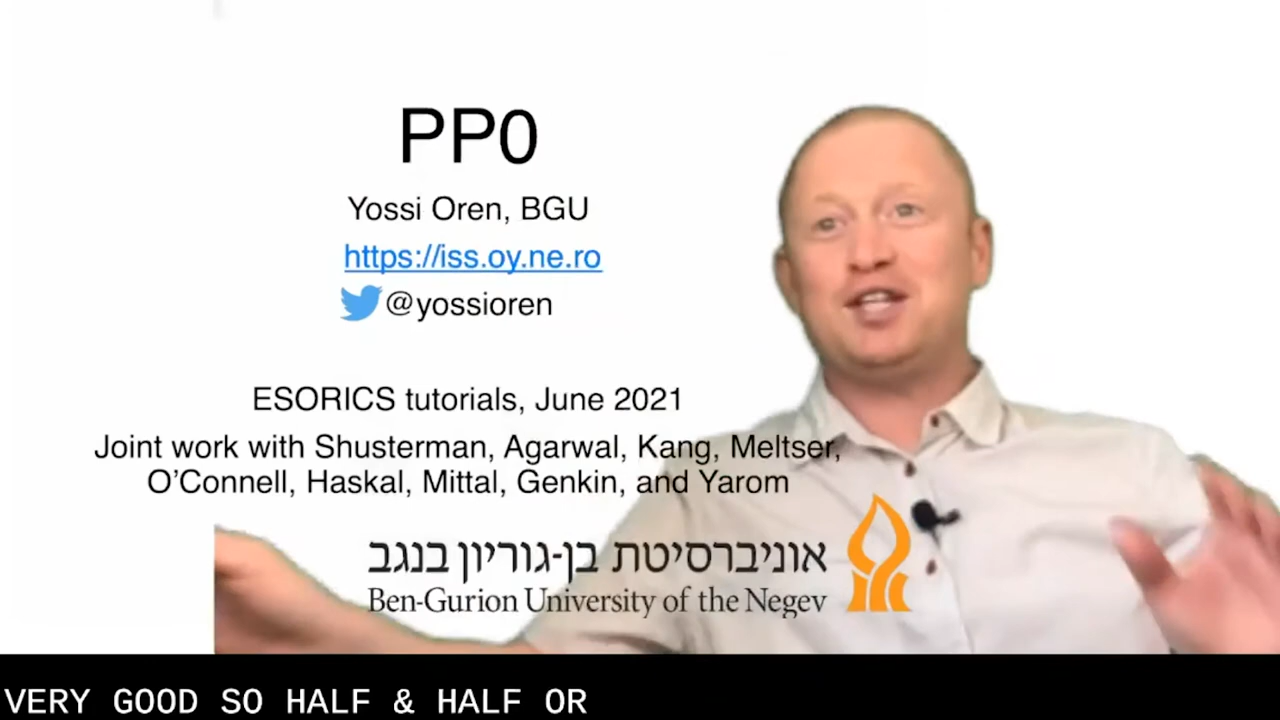 PP0
Yossi Oren, BGU
https://iss.oy.ne.ro
@yossioren
ESORICS tutorials, June 2021
Joint work with Shusterman, Agarwal, Kang, Meltser,
O’Connell, Haskal, Mittal, Genkin, and Yarom
אוניברסיטת בן-גוריון בנגב
Ben-Gurion University of the Negev
VERY GOOD SO HALF & HALF OR